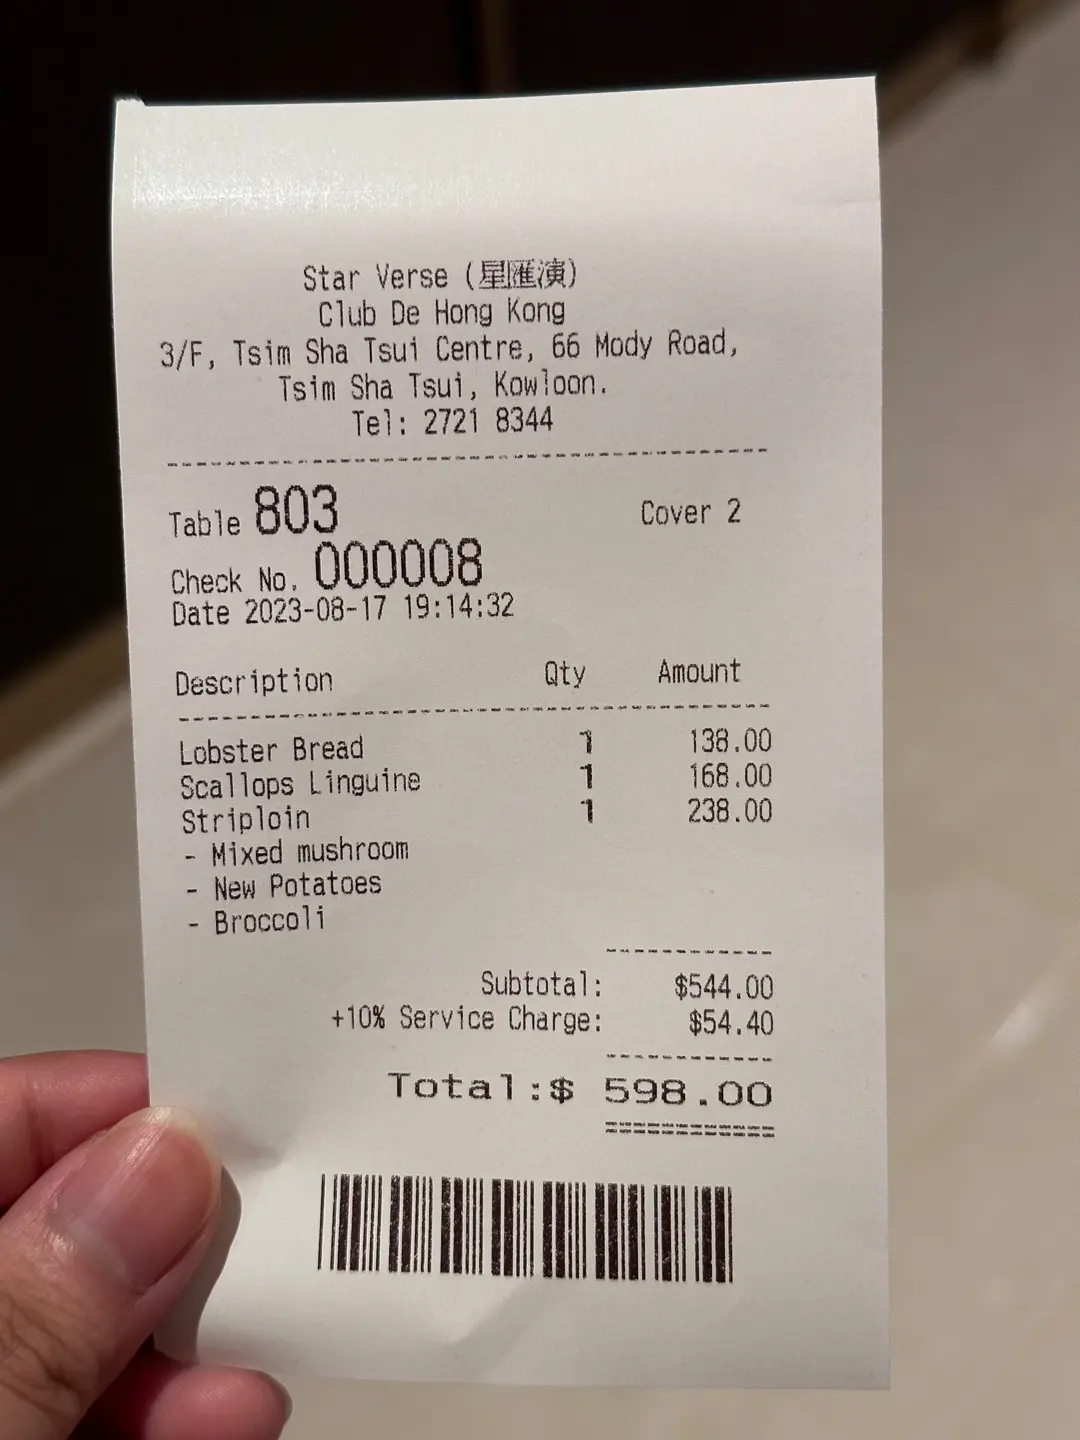 Star Verse (星匯演)
Club De Hong Kong
3/F, Tsim Sha Tsui Centre, 66 Mody Road,
Tsim Sha Tsui, Kowloon.
Tel: 2721 8344
Table 803 Cover 2
Check No. 000008
Date 2023-08-17 19:14:32
Description Qty Amount
Lobster Bread 1 138.00
Scallops Linguine 1 168.00
Striploin 1 238.00
- Mixed mushroom
- New Potatoes
- Broccoli
Subtotal: $544.00
+10% Service Charge: $54.40
Total:$ 598.00